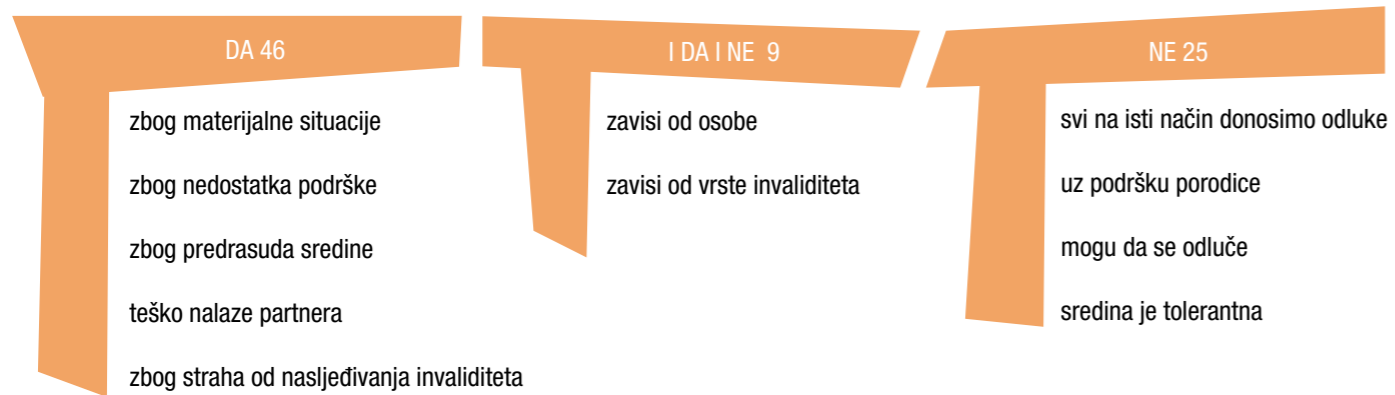 DA 46
zbog materijalne situacije
zbog nedostatka podrške
zbog predrasuda sredine
teško nalaze partnera
zbog straha od nasljeđivanja invaliditeta
I DA I NE 9
zavisi od osobe
zavisi od vrste invaliditeta
NE 25
svi na isti način donosimo odluke
uz podršku porodice
mogu da se odluče
sredina je tolerantna